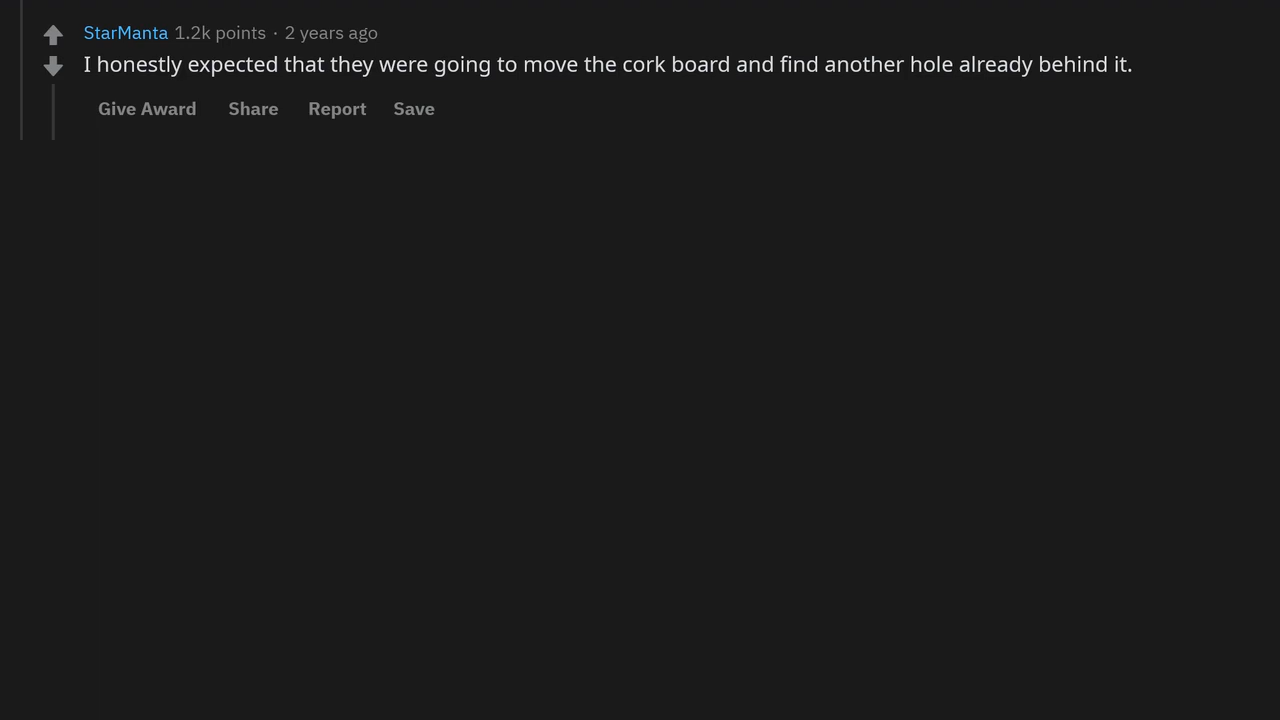 StarManta 1.2k points · 2 years ago
I honestly expected that they were going to move the cork board and find another hole already behind it.
Give Award Share Report Save